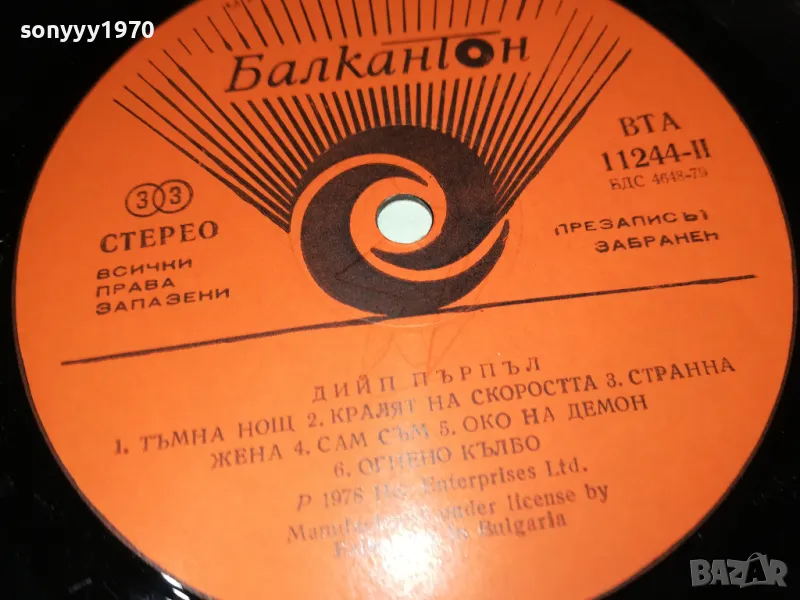 sonyyy1970
Балкантон
ВТА
11244-II
БДС 4648-79
33
СТЕРЕО
ВСИЧКИ
ПРАВА
ЗАПАЗЕНИ
ПРЕЗАПИСЪТ
ЗАБРАНЕН
ДИЙП ПЪРПЪЛ
1. ТЪМНА НОЩ 2. КРАЛЯТ НА СКОРОСТТА 3. СТРАННА
ЖЕНА 4. САМ СЪМ 5. ОКО НА ДЕМОН
6. ОГНЕНО КЪЛБО
P 1978 Enterprises Ltd.
under license by
Bulgaria
BAZAR